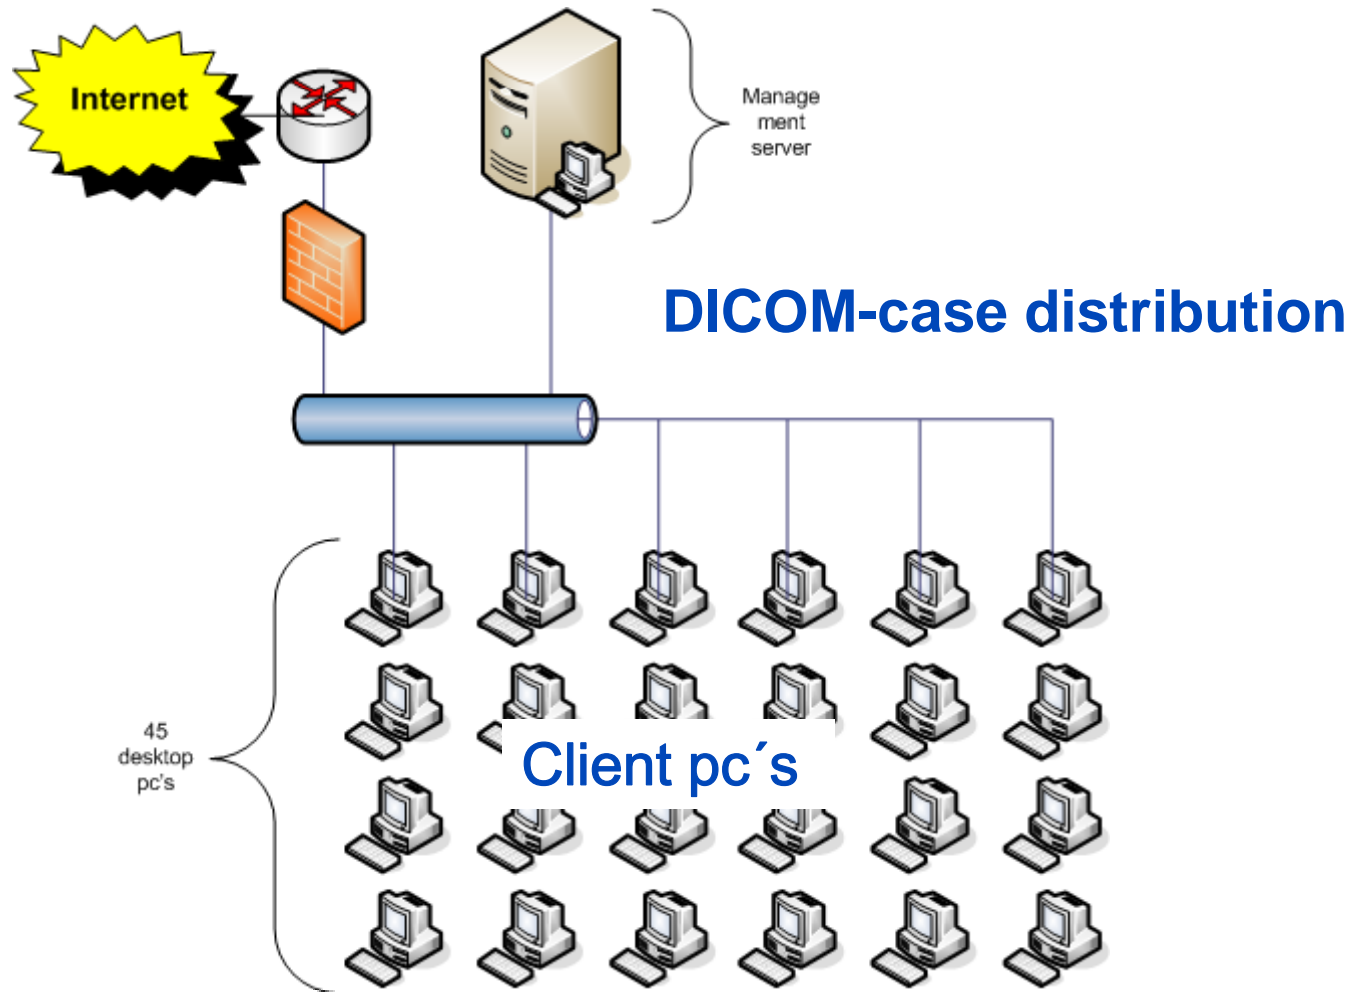 Internet
Manage
ment
server
DICOM-case distribution
45
desktop
pc's
Client pc´s